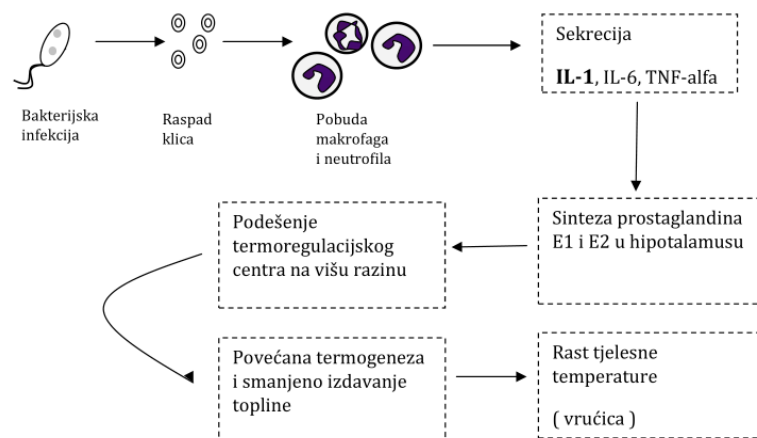 Bakterijska
infekcija
Raspad
klica
Pobuda
makrofaga
i neutrofila
Sekrecija
IL-1, IL-6, TNF-alfa
Sinteza prostaglandina
E1 i E2 u hipotalamusu
Podešenje
termoregulacijskog
centra na višu razinu
Povećana termogeneza
i smanjeno izdavanje
topline
Rast tjelesne
temperature
( vrućica )